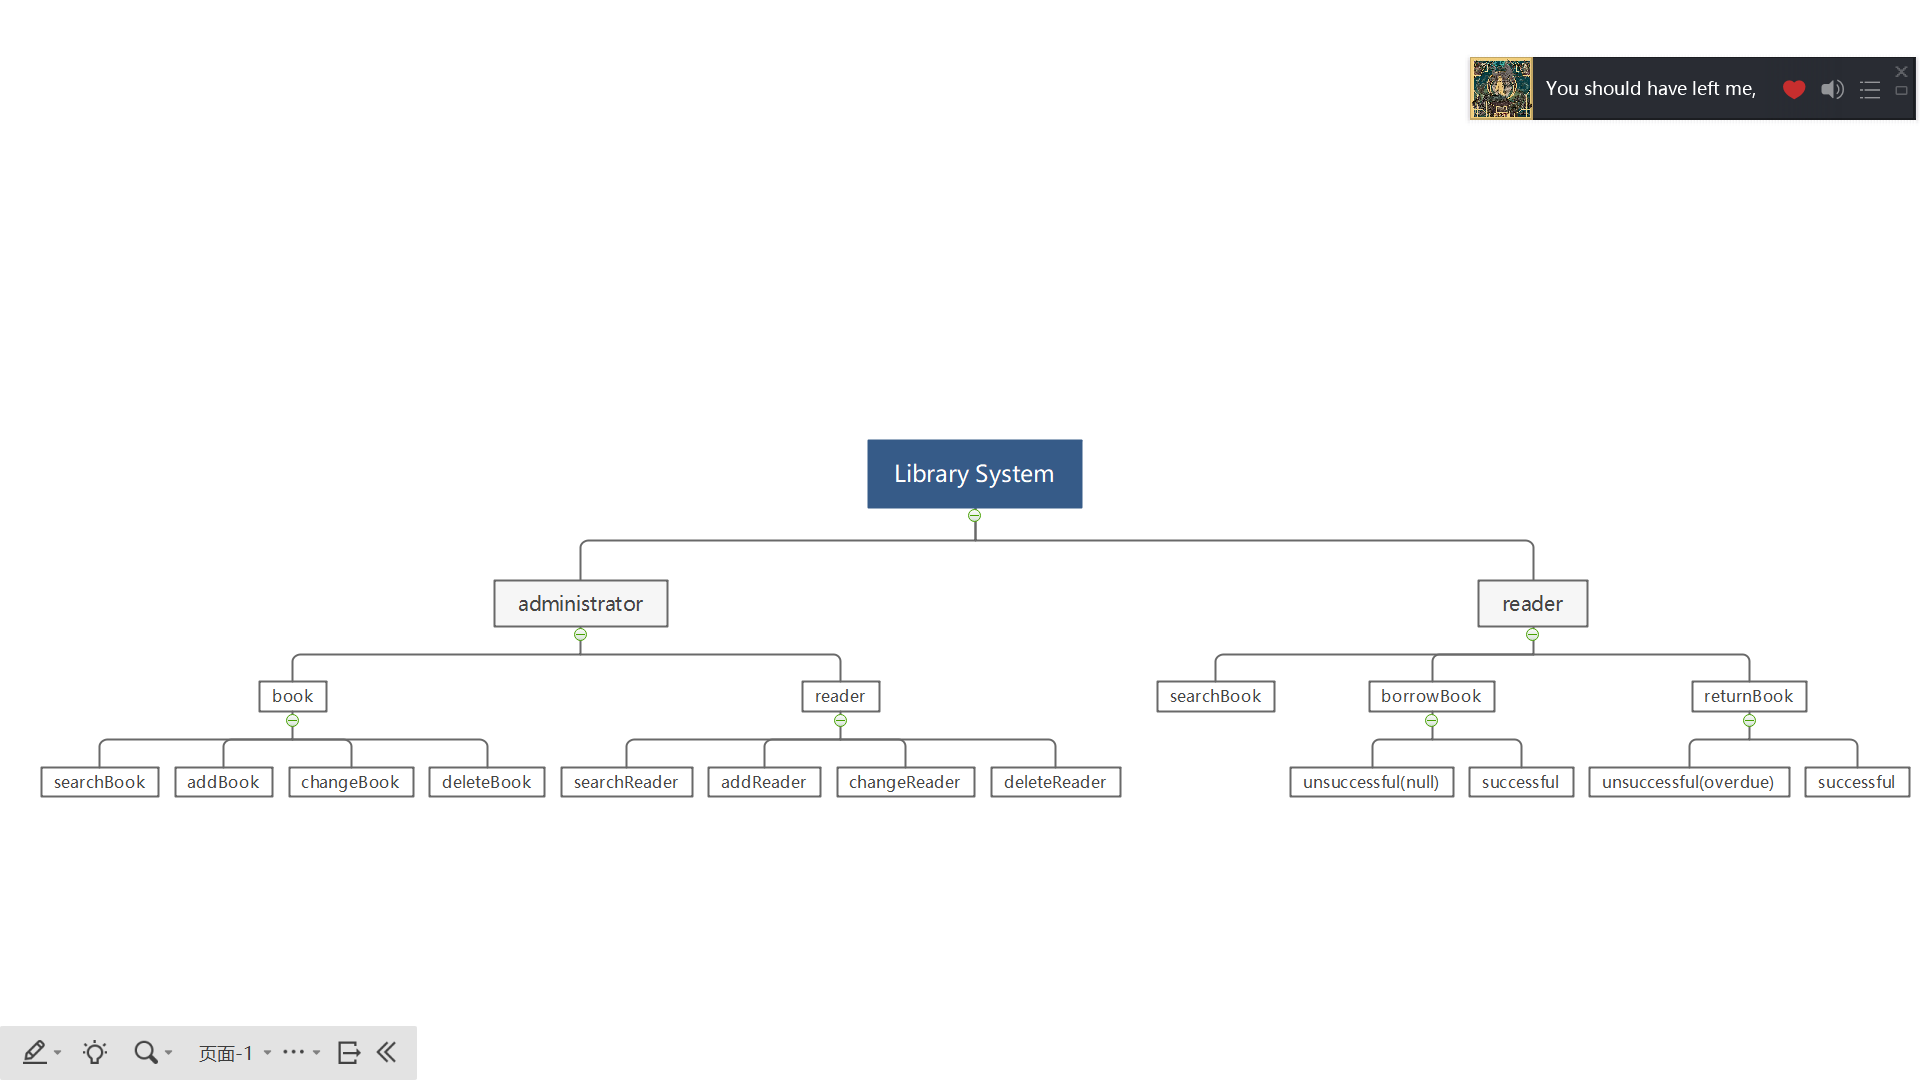 You should have left me,
Library System
administrator
reader
book
reader
searchBook
borrowBook
returnBook
searchBook
addBook
changeBook
deleteBook
searchReader
addReader
changeReader
deleteReader
unsuccessful(null)
successful
unsuccessful(overdue)
successful
页面-1